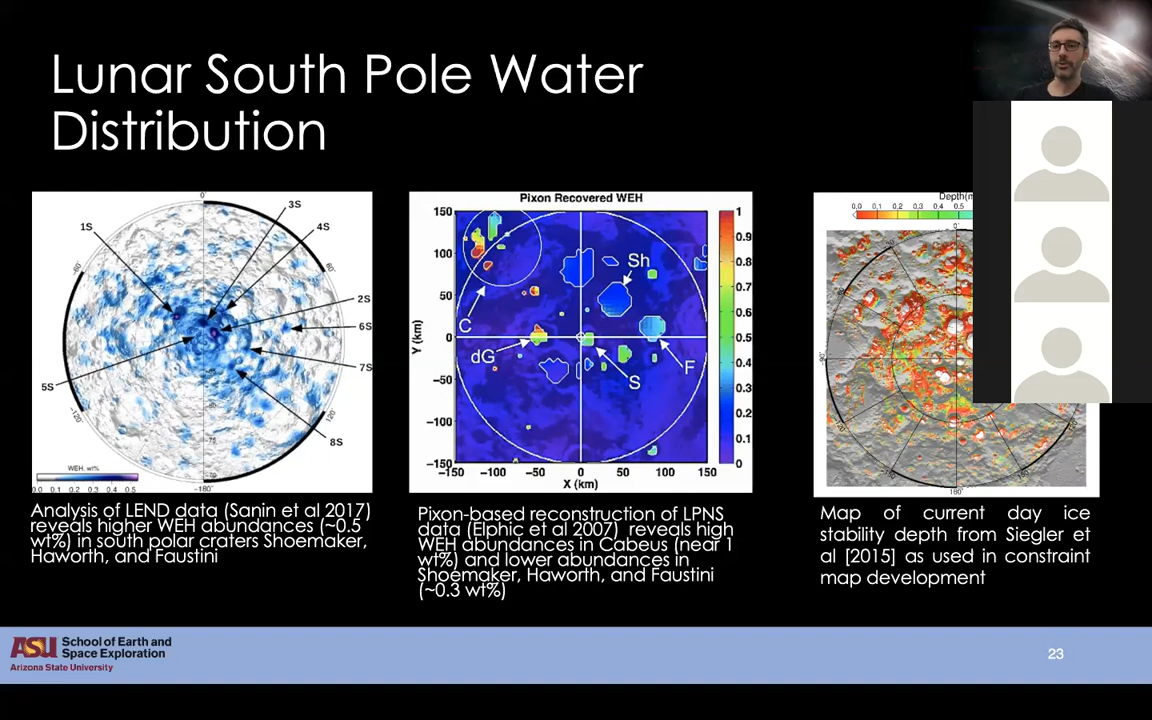 Lunar South Pole Water
Distribution
0°
3S
1S
4S
2S
6S
7S
5S
8S
-60°
60°
-120°
120°
-180°
WEH, wt%
0.0 0.1 0.2 0.3 0.4 0.5
Pixon Recovered WEH
Y (km)
150
100
50
0
−50
−100
−150
−150 −100 −50 0 50 100 150
X (km)
C
dG
Sh
S
F
1
0.9
0.8
0.7
0.6
0.5
0.4
0.3
0.2
0.1
0
Depth(m
0.0 0.1 0.2 0.3 0.4 0.5
0°
180°
Analysis of LEND data (Sanin et al 2017)
reveals higher WEH abundances (~0.5
wt%) in south polar craters Shoemaker,
Haworth, and Faustini
Pixon-based reconstruction of LPNS
data (Elphic et al 2007) reveals high
WEH abundances in Cabeus (near 1
wt%) and lower abundances in
Shoemaker, Haworth, and Faustini
(~0.3 wt%)
Map of current day ice
stability depth from Siegler et
al [2015] as used in constraint
map development
ASU School of Earth and
Space Exploration
Arizona State University
23